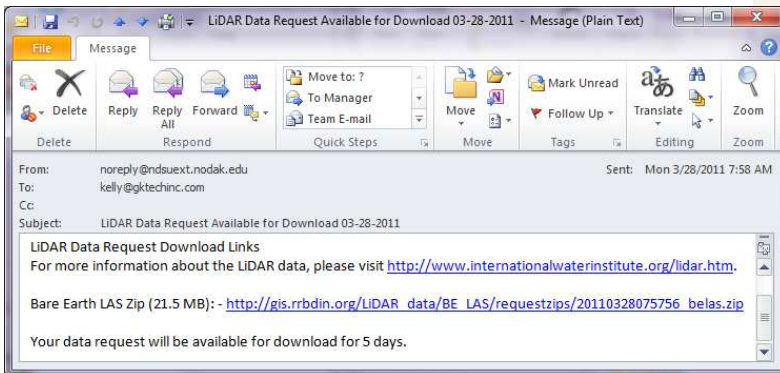 LiDAR Data Request Available for Download 03-28-2011 - Message (Plain Text)
File Message
Delete
Reply Reply All Forward
Move to: ?
To Manager
Team E-mail
Move
Mark Unread
Follow Up
Translate
Zoom
Delete Respond Quick Steps Move Tags Editing Zoom
From: noreply@ndsuext.nodak.edu Sent: Mon 3/28/2011 7:58 AM
To: kelly@gktechinc.com
Cc:
Subject: LiDAR Data Request Available for Download 03-28-2011
LiDAR Data Request Download Links
For more information about the LiDAR data, please visit http://www.internationalwaterinstitute.org/lidar.htm.
Bare Earth LAS Zip (21.5 MB): - http://gis.rrbdin.org/LiDAR_data/BE_LAS/requestzips/20110328075756_belas.zip
Your data request will be available for download for 5 days.